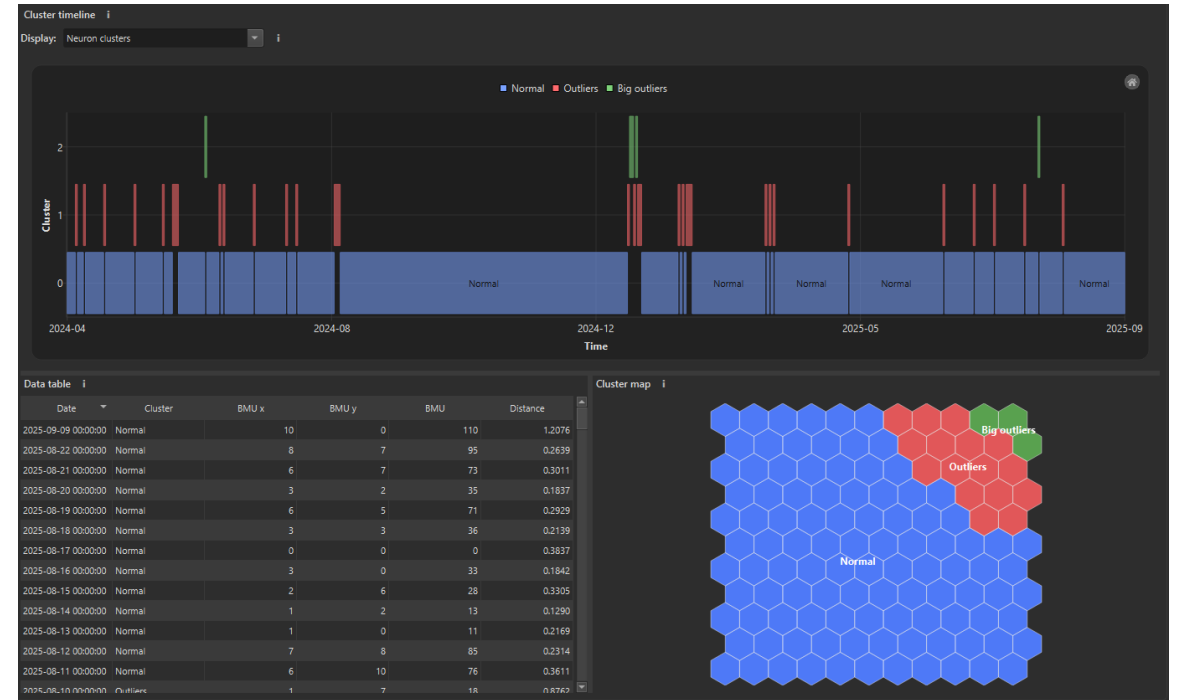 Cluster timeline i
Display: Neuron clusters i
Normal Outliers Big outliers
2
1
0
Cluster
Normal Normal Normal Normal Normal
2024-04 2024-08 2024-12 2025-05 2025-09
Time
Data table i
Date Cluster BMU x BMU y BMU Distance
2025-09-09 00:00:00 Normal 10 0 110 1.2076
2025-08-22 00:00:00 Normal 8 7 95 0.2639
2025-08-21 00:00:00 Normal 6 7 73 0.3011
2025-08-20 00:00:00 Normal 3 2 35 0.1837
2025-08-19 00:00:00 Normal 6 5 71 0.2929
2025-08-18 00:00:00 Normal 3 3 36 0.2139
2025-08-17 00:00:00 Normal 0 0 0 0.3837
2025-08-16 00:00:00 Normal 3 0 33 0.1842
2025-08-15 00:00:00 Normal 2 6 28 0.3305
2025-08-14 00:00:00 Normal 1 2 13 0.1290
2025-08-13 00:00:00 Normal 1 0 11 0.2169
2025-08-12 00:00:00 Normal 7 8 85 0.2314
2025-08-11 00:00:00 Normal 6 10 76 0.3611
2025-08-10 00:00:00 Outliers 1 7 18 0.8762
Cluster map i
Big outliers
Outliers
Normal